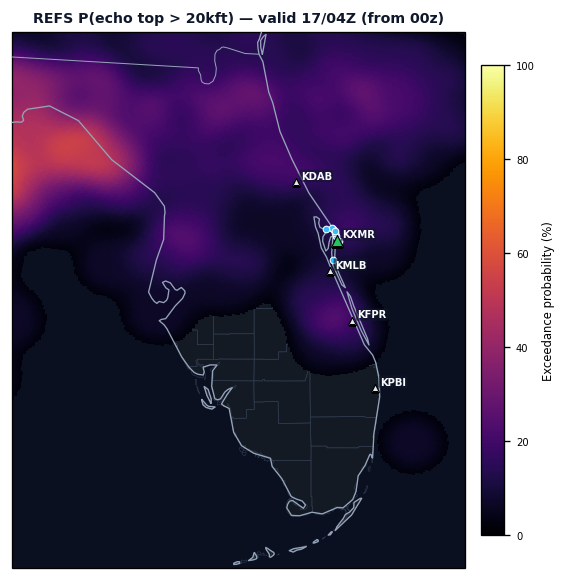 REFS P(echo top > 20kft) — valid 17/04Z (from 00z)
KDAB
KXMR
KMLB
KFPR
KPBI
100
80
60
40
20
0
Exceedance probability (%)